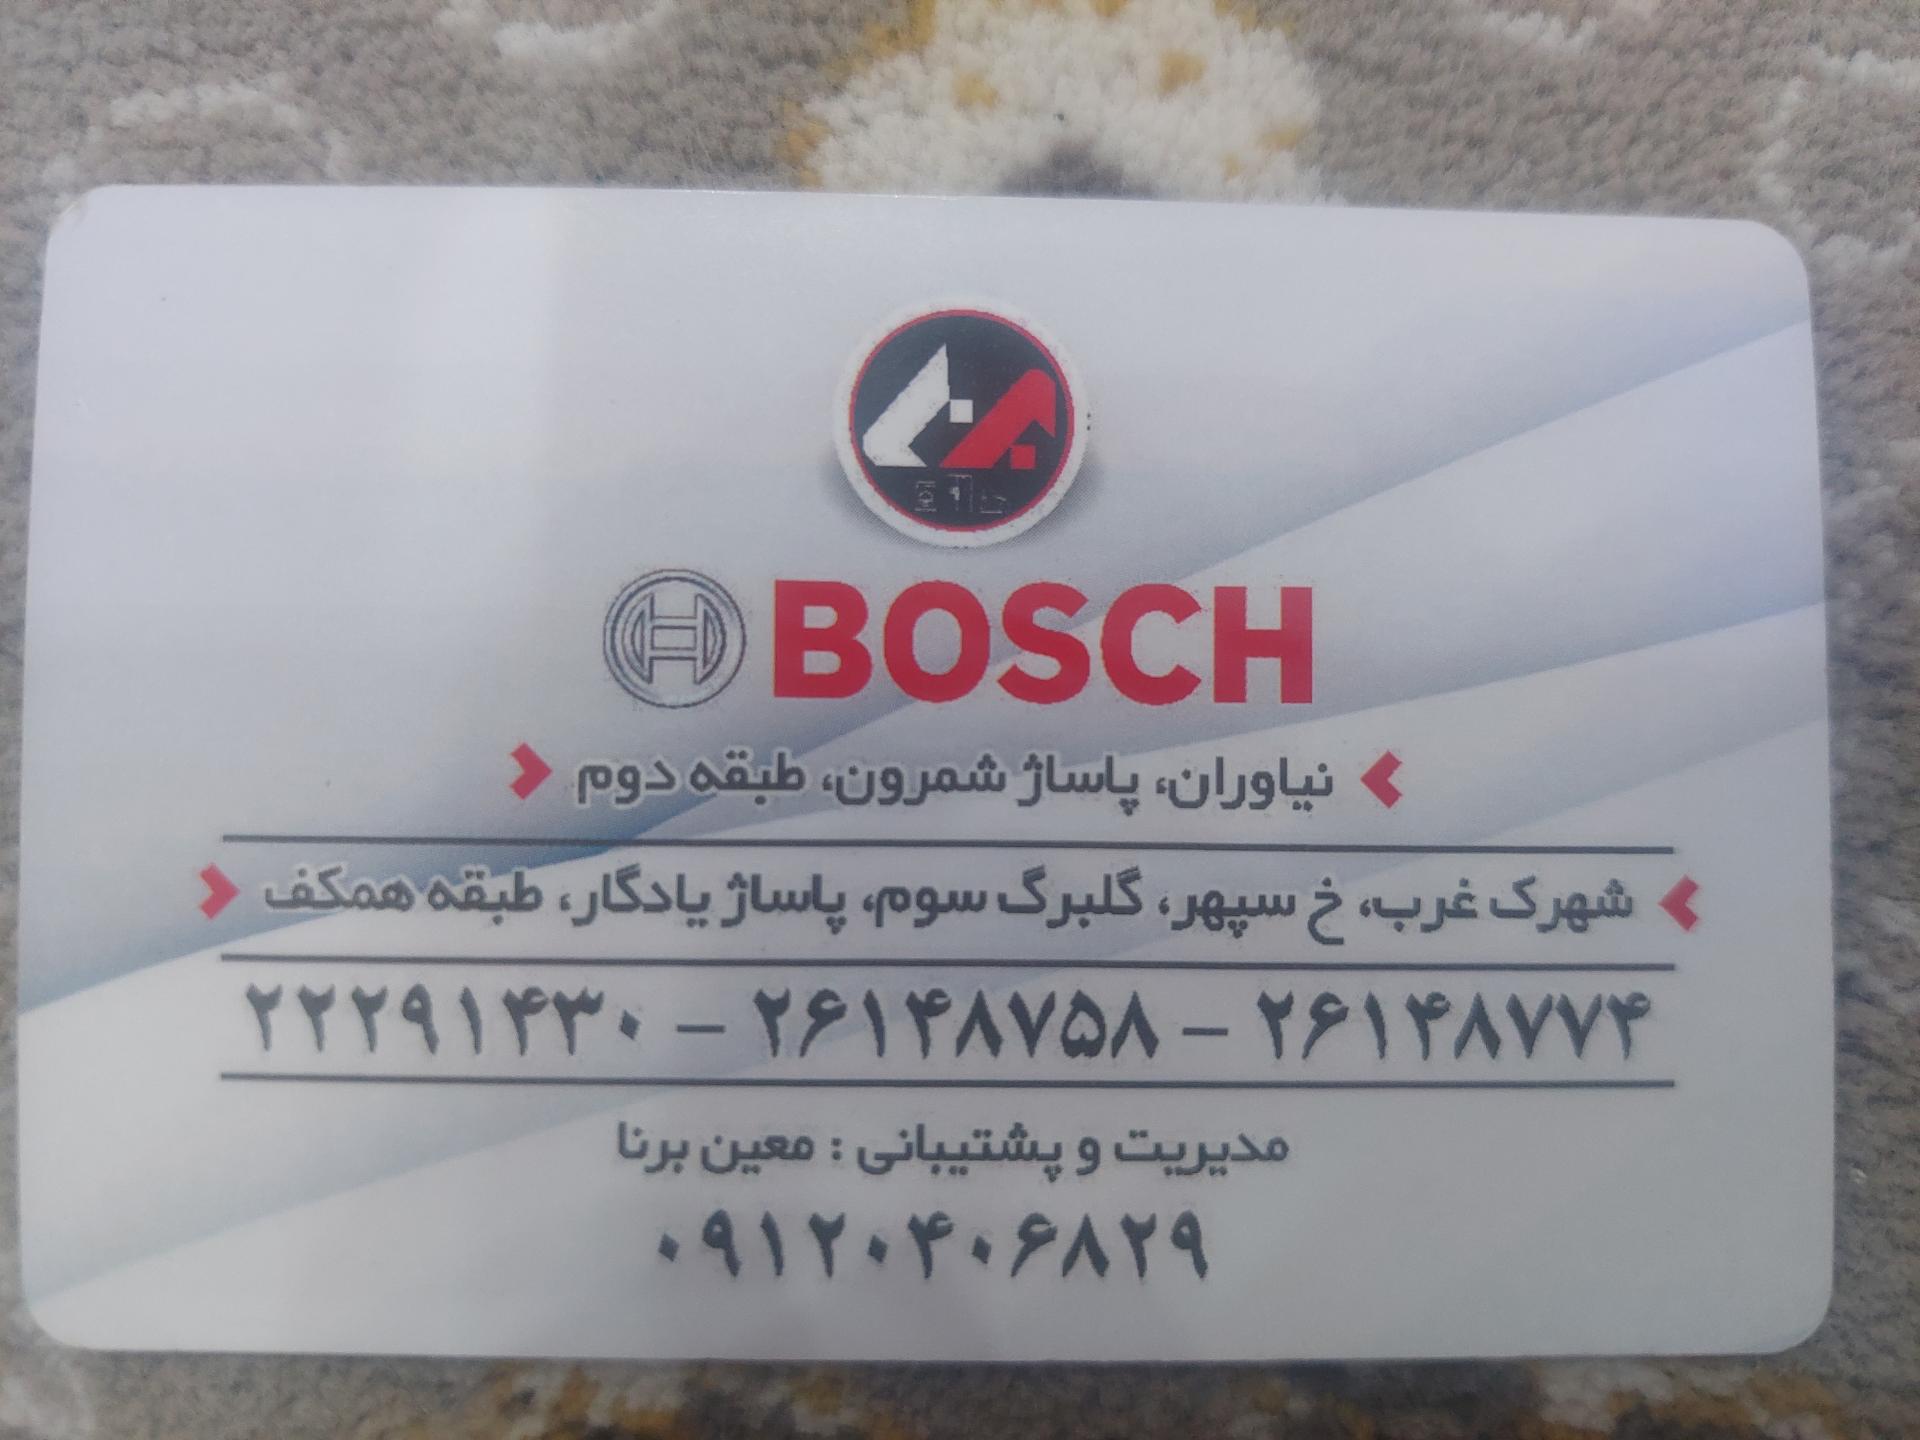 BOSCH
نیاوران، پاساژ شمرون، طبقه دوم
شهرک غرب، خ سپهر، گلبرگ سوم، پاساژ یادگار، طبقه همکف
۲۲۲۹۱۴۳۰ – ۲۶۱۴۸۷۵۸ – ۲۶۱۴۸۷۷۴
مدیریت و پشتیبانی : معین برنا
۰۹۱۲۰۴۰۶۸۲۹